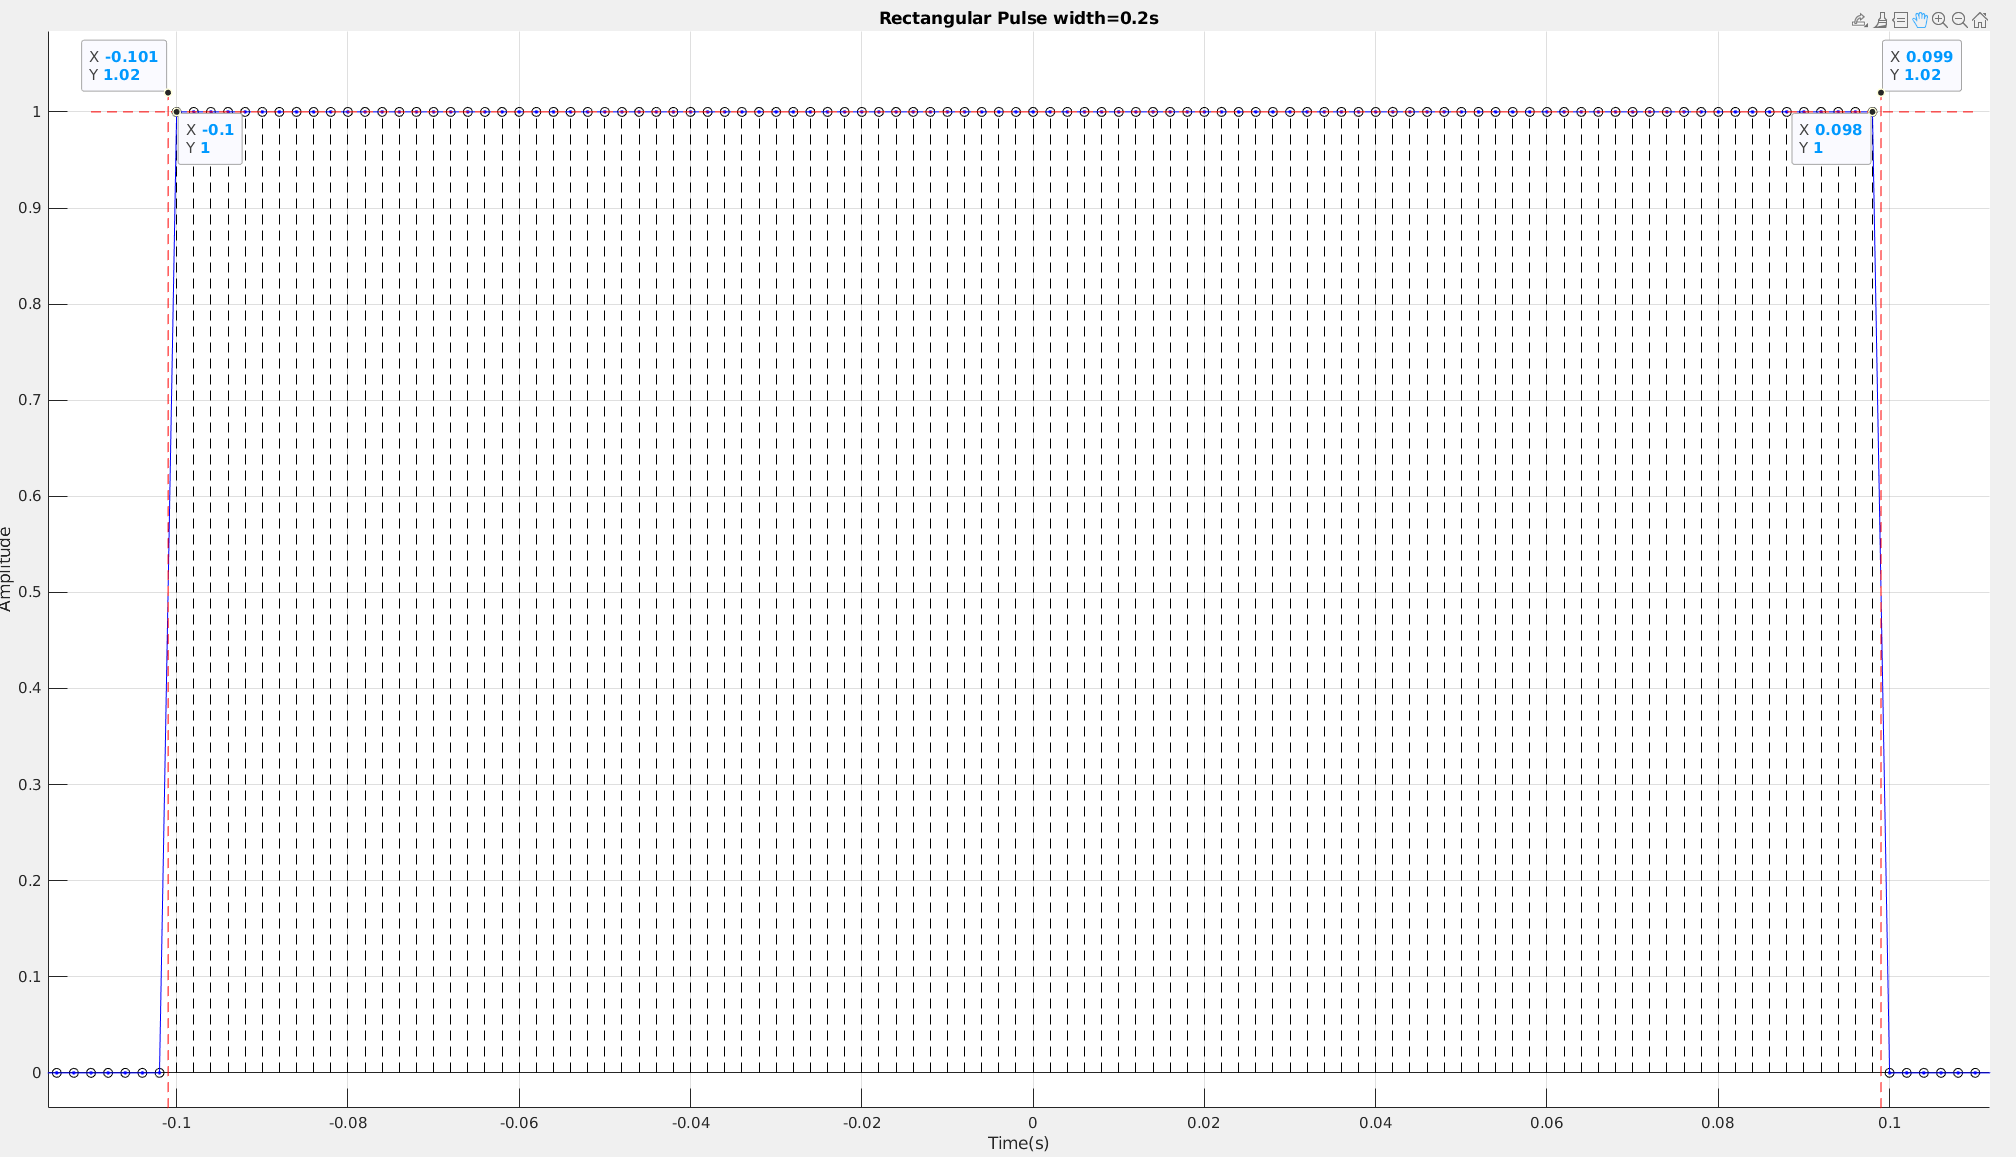 Rectangular Pulse width=0.2s
X -0.101
Y 1.02
X 0.099
Y 1.02
X -0.1
Y 1
X 0.098
Y 1
1
0.9
0.8
0.7
0.6
0.5
0.4
0.3
0.2
0.1
0
Amplitude
-0.1
-0.08
-0.06
-0.04
-0.02
0
0.02
0.04
0.06
0.08
0.1
Time(s)